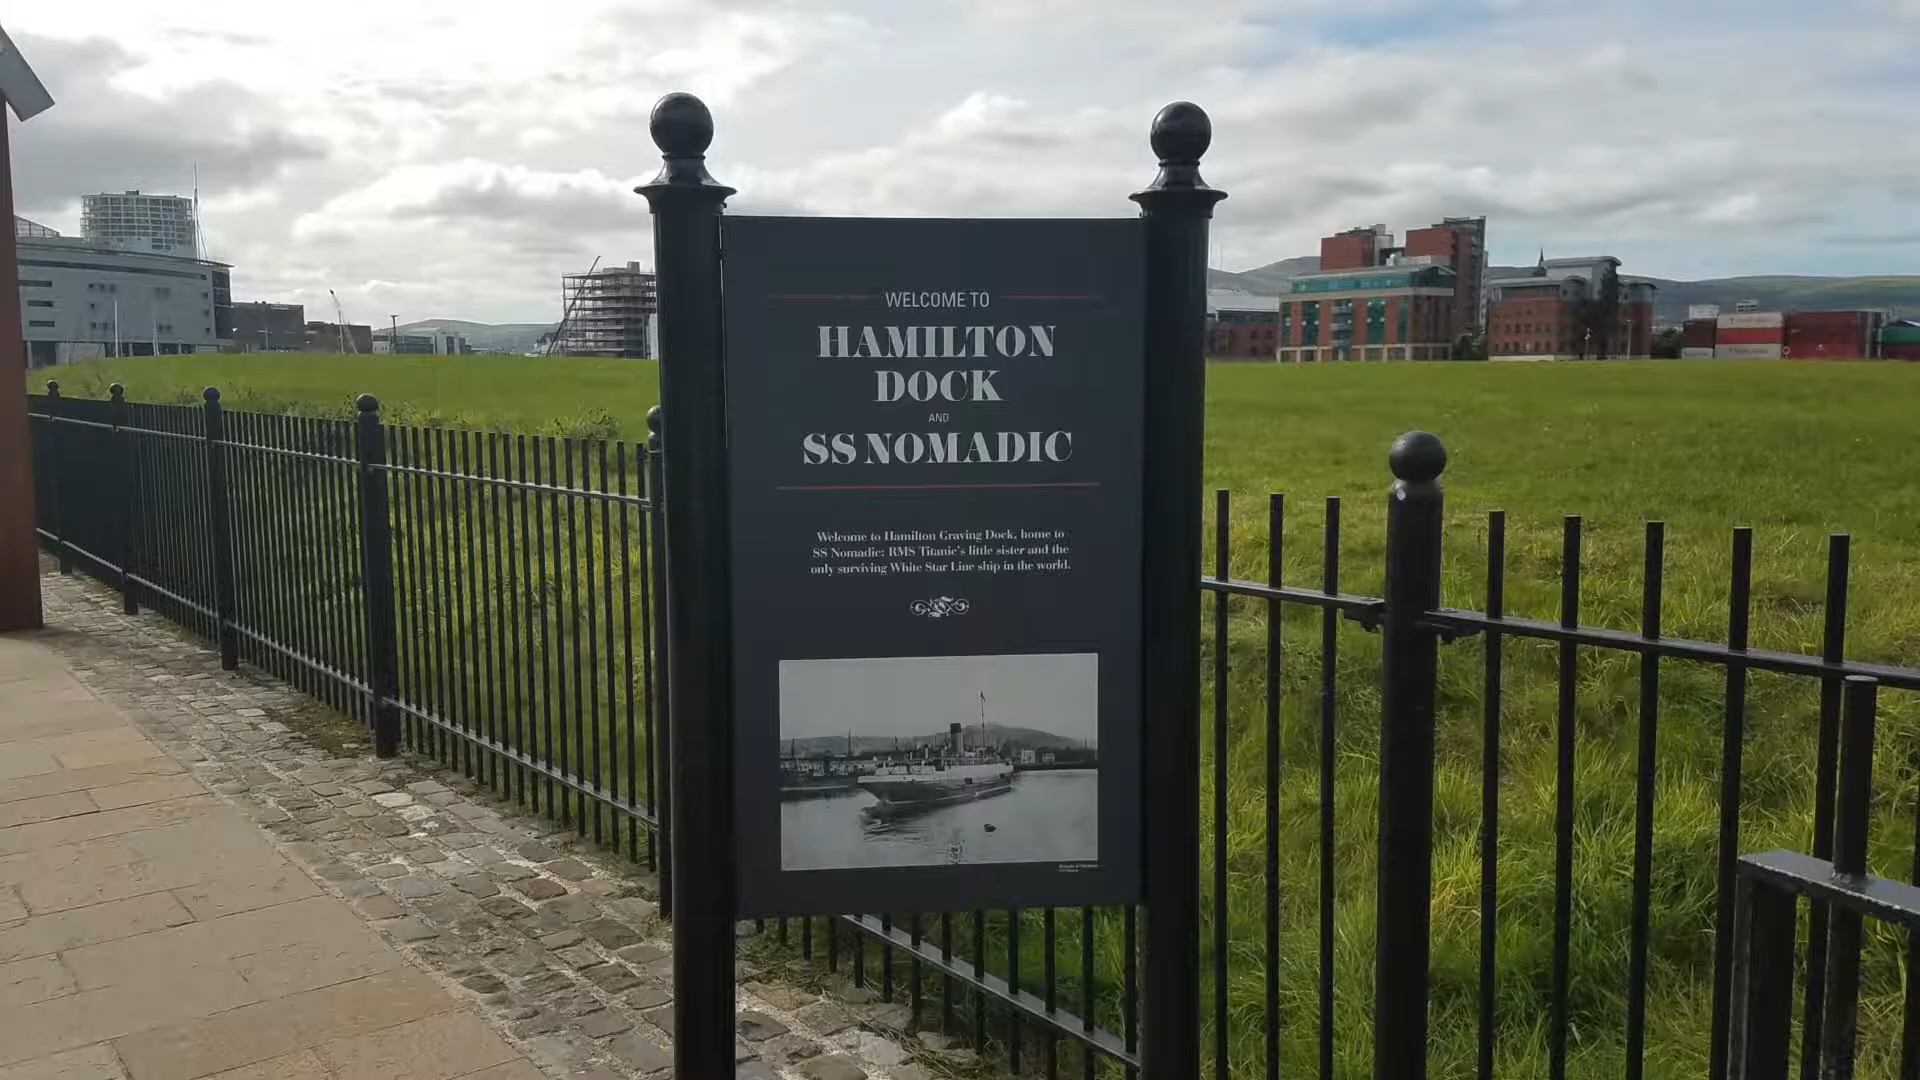 WELCOME TO
HAMILTON
DOCK
AND
SS NOMADIC
Welcome to Hamilton Graving Dock, home to
SS Nomadic: RMS Titanic's little sister and the
only surviving White Star Line ship in the world.